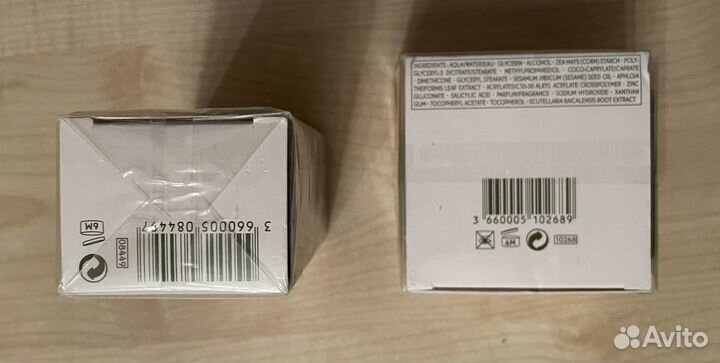 3 660005 084497
6M
08449
INGREDIENTS : AQUA/WATER/EAU - GLYCERIN - ALCOHOL - ZEA MAYS (CORN) STARCH - POLY-
GLYCERYL-3 DICITRATE/STEARATE - METHYLPROPANEDIOL - COCO-CAPRYLATE/CAPRATE
- DIMETHICONE - GLYCERYL STEARATE - SESAMUM INDICUM (SESAME) SEED OIL - APHLOIA
THEIFORMIS LEAF EXTRACT - ACRYLATES/C10-30 ALKYL ACRYLATE CROSSPOLYMER - ZINC
GLUCONATE - SALICYLIC ACID - PARFUM/FRAGRANCE - SODIUM HYDROXIDE - XANTHAN
GUM - TOCOPHERYL ACETATE - TOCOPHEROL - SCUTELLARIA BAICALENSIS ROOT EXTRACT
3 660005 102689
6M
10268
Avito